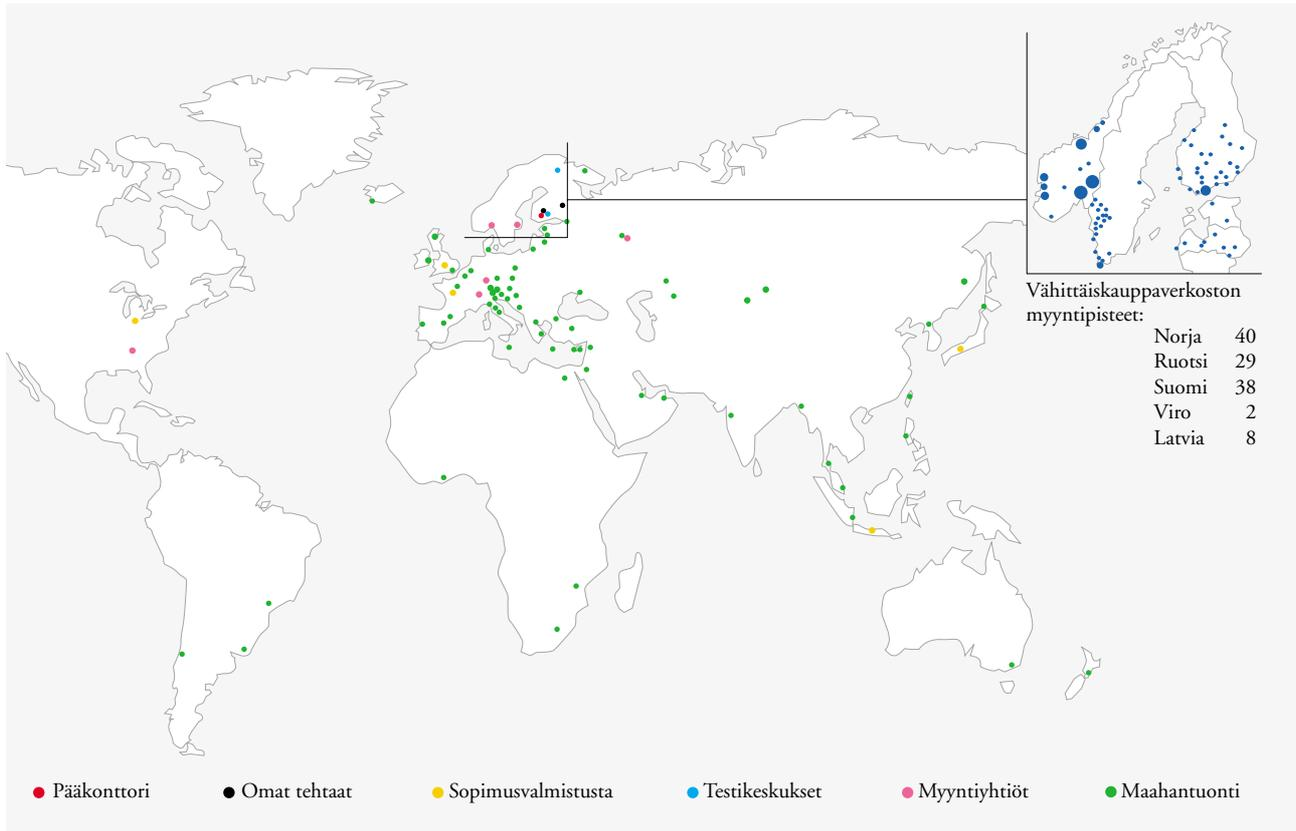 Vähittäiskauppaverkoston
myyntipisteet:
Norja 40
Ruotsi 29
Suomi 38
Viro 2
Latvia 8
Pääkonttori Omat tehtaat Sopimusvalmistusta Testikeskukset Myyntiyhtiöt Maahantuonti